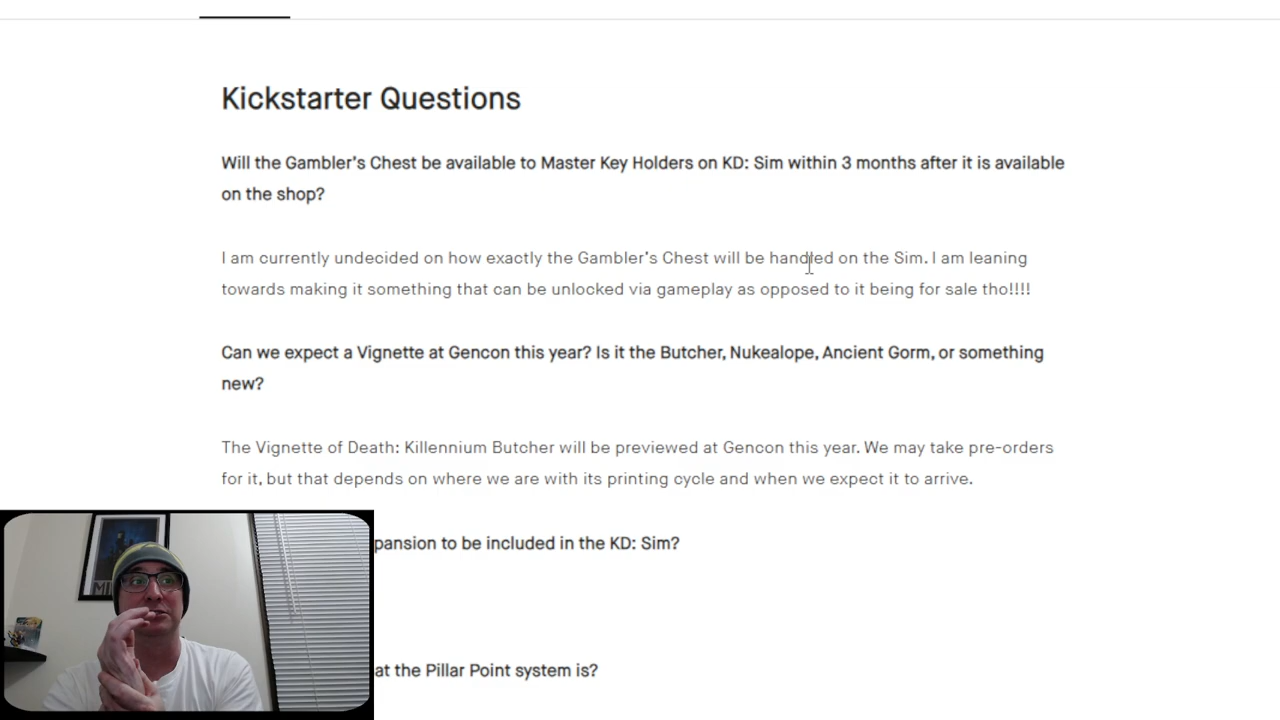 Kickstarter Questions
Will the Gambler's Chest be available to Master Key Holders on KD: Sim within 3 months after it is available
on the shop?
I am currently undecided on how exactly the Gambler's Chest will be handled on the Sim. I am leaning
towards making it something that can be unlocked via gameplay as opposed to it being for sale tho!!!!
Can we expect a Vignette at Gencon this year? Is it the Butcher, Nukealope, Ancient Gorm, or something
new?
The Vignette of Death: Killennium Butcher will be previewed at Gencon this year. We may take pre-orders
for it, but that depends on where we are with its printing cycle and when we expect it to arrive.
pansion to be included in the KD: Sim?
at the Pillar Point system is?